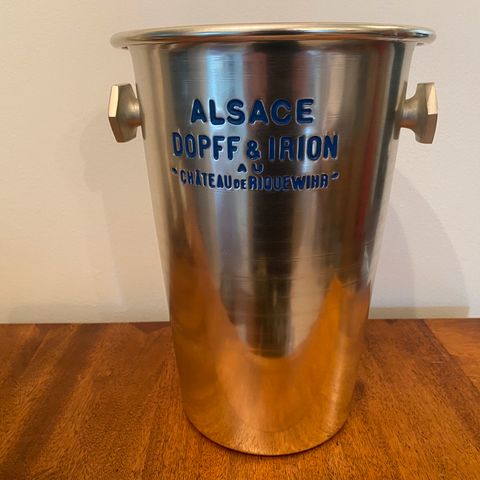 ALSACE
DOPFF & IRION
AU
"CHÂTEAU DE RIQUEWIHR"